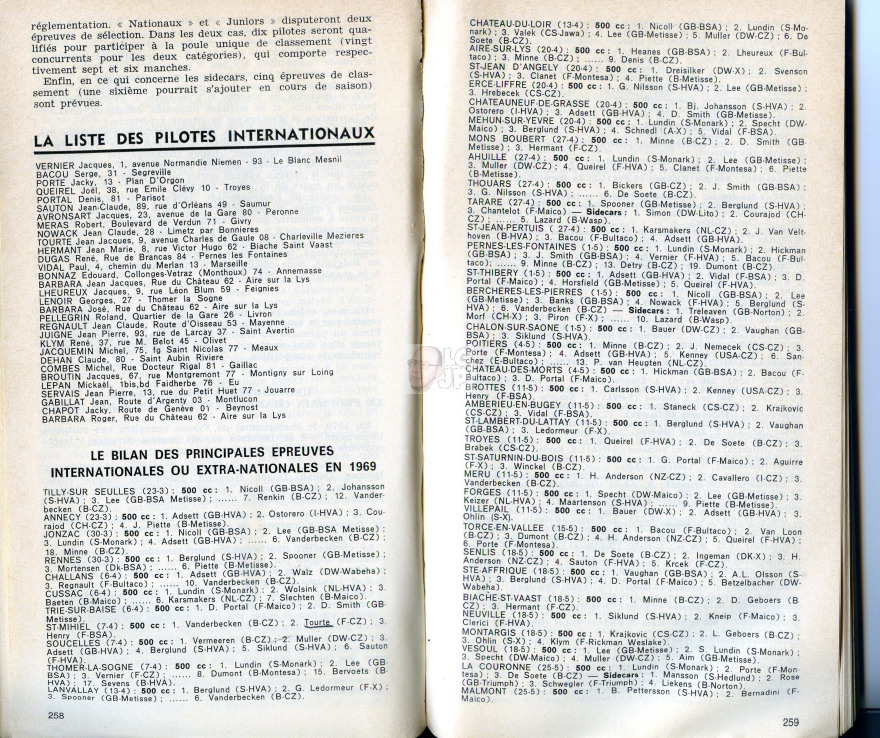 réglementation, « Nationaux » et « Juniors » disputeront deux
épreuves de sélection. Dans les deux cas, dix pilotes seront qua-
lifiés pour participer à la poule unique de classement (vingt
concurrents pour les deux catégories), qui comporte respec-
tivement sept et six manches.
Enfin, en ce qui concerne les sidecars, cinq épreuves de clas-
sement (une sixième pourrait s'ajouter en cours de saison)
sont prévues.
LA LISTE DES PILOTES INTERNATIONAUX
VERNIER Jacques, 1, avenue Normandie Niemen - 93 - Le Blanc Mesnil
BACOU Serge, 31 - Segreville
PORTE Jacky, 13 - Plan D'Orgon
QUEIREL Joël, 38, rue Emile Clévy 10 - Troyes
PORTAL Denis, 81 - Parisot
SAUTON Jean-Claude, 89, rue d'Orléans 49 - Saumur
AVRONSART Jacques, 23, avenue de la Gare 80 - Peronne
MERAS Robert, Boulevard de Verdun 71 - Givry
NOWACK Jean Claude, 28 - Limetz par Bonnieres
TOURTE Jean Jacques, 9, avenue Charles de Gaule 08 - Charleville Mezieres
HERMANT Jean Marie, 8, rue Victor Hugo 62 - Biache Saint Vaast
DUGAS René, Rue de Brancas 84 - Pernes les Fontaines
VIDAL Paul, 4, chemin du Merlan 13 - Marseille
BONNAZ Edouard, Collonges-Vetraz (Monthoux) 74 - Annemasse
BARBARA Jean Jacques, Rue du Château 62 - Aire sur la Lys
LHEUREUX Jacques, 9, rue Léon Blum 59 - Feignies
LENOIR Georges, 27 - Thomer la Sogne
BARBARA José, Rue du Château 62 - Aire sur la Lys
PELLEGRIN Roland, Quartier de la Gare 26 - Livron
REGNAULT Jean Claude, Route d'Oisseau 53 - Mayenne
JUIGNE Jean Pierre, 93, rue de Larcay 37 - Saint Avertin
KLYM René, 37, rue M. Belot 45 - Olivet
JACQUEMIN Michel, 75, fg Saint Nicolas 77 - Meaux
DEHAN Claude, 80 - Saint Aubin Riviere
COMBES Michel, Rue Docteur Rigal 81 - Gaillac
BROUTIN Jacques, 67, rue Montgremont 77 - Montigny sur Loing
LEPAN Mickaël, 1bis,bd Faidherbe 76 - Eu
SERVAIS Jean Pierre, 13, rue du Petit Huet 77 - Jouarre
GABILLAT Jean, Route d'Argenty 03 - Montlucon
CHAPOT Jacky, Route de Genève 01 - Beynost
BARBARA Roger, Rue du Château 62 - Aire sur la Lys
LE BILAN DES PRINCIPALES EPREUVES
INTERNATIONALES OU EXTRA-NATIONALES EN 1969
TILLY-SUR SEULLES (23-3) : 500 cc : 1. Nicoll (GB-BSA) ; 2. Johansson
(S-HVA) ; 3. Lee (GB-BSA Metisse) ; ...... 7. Renkin (B-CZ) ; 12. Vander-
becken (B-CZ).
ANNECY (23-3) : 500 cc : 1. Adsett (GB-HVA) ; 2. Ostorero (I-HVA) ; 3. Cou-
rajod (CH-CZ) ; 4. J. Piette (B-Metisse).
JONZAC (30-3) : 500 cc : 1. Nicoll (GB-BSA) ; 2. Lee (GB-BSA Metisse) ;
3. Lundin (S-Monark) ; 4. Adsett (GB-HVA) ; ...... 6. Vanderbecken (B-CZ) ;
18. Minne (B-CZ).
RENNES (30-3) : 500 cc : 1. Berglund (S-HVA) ; 2. Spooner (GB-Metisse) ;
3. Mortensen (Dk-BSA) ; ...... 6. Piette (B-Metisse).
CHALLANS (6-4) : 500 cc : 1. Adsett (GB-HVA) ; 2. Walz (DW-Wabeha) ;
3. Regnault (F-Bultaco) ; ...... 10. Vanderbecken (B-CZ).
CUSSAC (6-4) : 500 cc : 1. Lundin (S-Monark) ; 2. Wolsink (NL-HVA) ; 3.
Baeten (B-Maico) ; ...... 6. Karsmakers (NL-CZ) ; 7. Slechten (B-Maico).
TRIE-SUR-BAISE (6-4) : 500 cc : 1. D. Portal (F-Maico) ; 2. D. Smith (GB-
Metisse).
ST-MIHIEL (7-4) : 500 cc : 1. Vanderbecken (B-CZ) ; 2. Tourte (F-CZ) ; 3.
Henry (F-BSA).
SOUCELLES (7-4) : 500 cc : 1. Vermeeren (B-CZ) ; 2. Muller (DW-CZ) ; 3.
Adsett (GB-HVA) ; 4. Berglund (S-HVA) ; 5. Siklund (S-HVA) ; 6. Sauton
(F-HVA).
THOMER-LA-SOGNE (7-4) : 500 cc : 1. Lundin (S-Monark) ; 2. Lee (GB-
BSA) ; 3. Vernier (F-CZ) ; ...... 8. Dumont (B-Montesa) ; 15. Bervoets (B-
HVA) ; 17. Sevens (B-HVA).
LANVALLAY (13-4) : 500 cc : 1. Berglund (S-HVA) ; 2. G. Ledormeur (F-X) ;
3. Spooner (GB-Metisse) ; ...... 6. Vanderbecken (B-CZ).
258
CHATEAU-DU-LOIR (13-4) : 500 cc : 1. Nicoll (GB-BSA) ; 2. Lundin (S-Mo-
nark) ; 3. Valek (CS-Jawa) ; 4. Lee (GB-Metisse) ; 5. Muller (DW-CZ) ; 6. De
Soete (B-CZ).
AIRE-SUR-LYS (20-4) : 500 cc : 1. Heanes (GB-BSA) ; 2. Lheureux (F-Bul-
taco) ; 3. Minne (B-CZ) ; ...... 9. Denis (B-CZ).
ST-JEAN D'ANGELY (20-4) : 500 cc : 1. Dreisilker (DW-X) ; 2. Svenson
(S-HVA) ; 3. Clanet (F-Montesa) ; 4. Piette (B-Metisse).
ERCE-LIFFRE (20-4) : 500 cc : 1. G. Nilsson (S-HVA) ; 2. Lee (GB-Metisse) ;
3. Hrebecek (CS-CZ).
CHATEAUNEUF-DE-GRASSE (20-4) : 500 cc : 1. Bj. Johansson (S-HVA) ; 2.
Ostorero (I-HVA) ; 3. Adsett (GB-HVA) ; 4. D. Smith (GB-Metisse).
MEHUN-SUR-YEVRE (20-4) : 500 cc : 1. Lundin (S-Monark) ; 2. Specht (DW-
Maico) ; 3. Berglund (S-HVA) ; 4. Schnedl (A-X) ; 5. Vidal (F-BSA).
MONS BOUBERT (27-4) : 500 cc : 1. Minne (B-CZ) ; 2. D. Smith (GB-
Metisse) ; 3. Hermant (F-CZ).
AHUILLE (27-4) : 500 cc : 1. Lundin (S-Monark) ; 2. Lee (GB-Metisse) ;
3. Muller (DW-CZ) ; 4. Queirel (F-HVA) ; 5. Clanet (F-Montesa) ; 6. Piette
(B-Metisse).
THOUARS (27-4) : 500 cc : 1. Bickers (GB-CZ) ; 2. J. Smith (GB-BSA) ;
3. G. Nilsson (S-HVA) ; ...... 6. De Soete (B-CZ).
TARARE (27-4) : 500 cc : 1. Spooner (GB-Metisse) ; 2. Berglund (S-HVA) ;
3. Chantelot (F-Maico) — Sidecars : 1. Simon (DW-Lito) ; 2. Courajod (CH-
CZ) ; ...... 5. Lazard (B-Wasp).
ST-JEAN-PERTUIS ( 27-4) : 500 cc : 1. Karsmakers (NL-CZ) ; 2. J. Van Velt-
hoven (B-HVA) ; 3. Bacou (F-Bultaco) ; 4. Adsett (GB-HVA).
PERNES-LES-FONTAINES (1-5) : 500 cc : 1. Lundin (S-Monark) ; 2. Hickman
(GB-BSA) ; 3. J. Smith (GB-BSA) ; 4. Vernier (F-HVA) ; 5. Bacou (F-Bul-
taco) ; ...... 9. Minne (B-CZ) ; 13. Detry (B-CZ) ; 19. Dumont (B-CZ).
ST-THIBERY (1-5) : 500 cc : 1. Adsett (GB-HVA) ; 2. Vidal (F-BSA) ; 3. D.
Portal (F-Maico) ; 4. Horsfield (GB-Metisse) ; 5. Queirel (F-HVA).
BERCHERES-LES-PIERRES (1-5) : 500 cc : 1. Nicoll (GB-BSA) ; 2. Lee
(GB-Metisse) ; 3. Banks (GB-BSA) ; 4. Nowack (F-HVA) ; 5. Berglund (S-
HVA) ; 6. Vanderbecken (B-CZ) — Sidecars : 1. Treleaven (GB-Norton) ; 2.
Morf (CH-X) ; 3. Piron (F-X) ...... 10. Lazard (B-Wasp).
CHALON-SUR-SAONE (1-5) : 500 cc : 1. Bauer (DW-CZ) ; 2. Vaughan (GB-
BSA) ; 3. Siklund (S-HVA).
POITIERS (4-5) : 500 cc : 1. Minne (B-CZ) ; 2. J. Nemecek (CS-CZ) ; 3.
Porte (F-Montesa) ; 4. Adsett (GB-HVA) ; 5. Kenney (USA-CZ) ; 6. San-
chez (E-Bultaco) ; ...... 13. P. van Heugten (NL-CZ).
CHATEAU-DES-MORTS (4-5) : 500 cc : 1. Hickman (GB-BSA) ; 2. Bacou (F-
Bultaco) ; 3. D. Portal (F-Maico).
BROTTES (11-5) : 500 cc : 1. Carlsson (S-HVA) ; 2. Kenney (USA-CZ) ; 3.
Henry (F-BSA).
AMBERIEU-EN-BUGEY (11-5) : 500 cc : 1. Staneck (CS-CZ) ; 2. Krajkovic
(CS-CZ) ; 3. Vidal (F-BSA).
ST-LAMBERT-DU-LATTAY (11-5) : 500 cc : 1. Berglund (S-HVA) ; 2. Vaughan
(GB-BSA) ; 3. Ledormeur (F-X).
TROYES (11-5) : 500 cc : 1. Queirel (F-HVA) ; 2. De Soete (B-CZ) ; 3.
Brabek (CS-CZ).
ST-SATURNIN-DU-BOIS (11-5) : 500 cc : 1. G. Portal (F-Maico) ; 2. Aguirre
(F-X) ; 3. Winckel (B-CZ).
MERU (11-5) : 500 cc : 1. H. Anderson (NZ-CZ) ; 2. Cavallero (I-CZ) ; 3.
Vanderbecken (B-CZ).
FORGES (11-5) : 500 cc : 1. Specht (DW-Maico) ; 2. Lee (GB-Metisse) ; 3.
Keizer (NL-HVA) ; 4. Maartenson (S-HVA) ; ...... 9. Piette (B-Metisse).
VILLEPAIL (11-5) : 500 cc : 1. Bauer (DW-X) ; 2. Adsett (GB-HVA) ; 3.
Ohlin (S-X).
TORCE-EN-VALLEE (15-5) : 500 cc : 1. Bacou (F-Bultaco) ; 2. Van Loon
(B-CZ) ; 3. Dumont (B-CZ) ; 4. H. Anderson (NZ-CZ) ; 5. Queirel (F-HVA) ;
6. Porte (F-Montesa).
SENLIS (18-5) : 500 cc : 1. De Soete (B-CZ) ; 2. Ingeman (DK-X) ; 3. H.
Anderson (NZ-CZ) ; 4. Sauton (F-HVA) ; 5. Krcek (F-CZ).
STE-AFFRIQUE (18-5) : 500 cc : 1. Vaughan (GB-BSA) ; 2. A.L. Olsson (S-
HVA) ; 3. Berglund (S-HVA) ; 4. D. Portal (F-Maico) ; 5. Betzelbacher (DW-
Wabeha).
BIACHE-ST-VAAST (18-5) : 500 cc : 1. Minne (B-CZ) ; 2. D. Geboers (B-
CZ) ; 3. Hermant (F-CZ).
NEUVILLE (18-5) : 500 cc : 1. Siklund (S-HVA) ; 2. Kneip (F-Maico) ; 3.
Clerici (F-HVA).
MONTARGIS (18-5) : 500 cc : 1. Krajkovic (CS-CZ) ; 2. L. Geboers (B-CZ) ;
3. Ohlin (S-X) ; 4. Klym (F-Rickman Weslake).
VESOUL (18-5) : 500 cc : 1. Lee (GB-Metisse) ; 2. S. Lundin (S-Monark) ;
3. Specht (DW-Maico) ; 4. Muller (DW-CZ) ; 5. Aim (GB-Metisse).
LA COURONNE (25-5) : 500 cc : 1. Lundin (S-Monark) ; 2. Porte (F-Mon-
tesa) ; 3. De Soete (B-CZ) — Sidecars : 1. Mansson (S-Hedlund) ; 2. Rose
(GB-Triumph) ; 3. Schwegler (F-Triumph) ; 4. Liekens (B-Norton).
MALMONT (25-5) : 500 cc : 1. B. Pettersson (S-HVA) ; 2. Bernadini (F-
Maico).
259